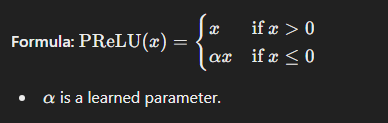 Formula: PReLU(x) = { x if x > 0
αx if x ≤ 0
• α is a learned parameter.